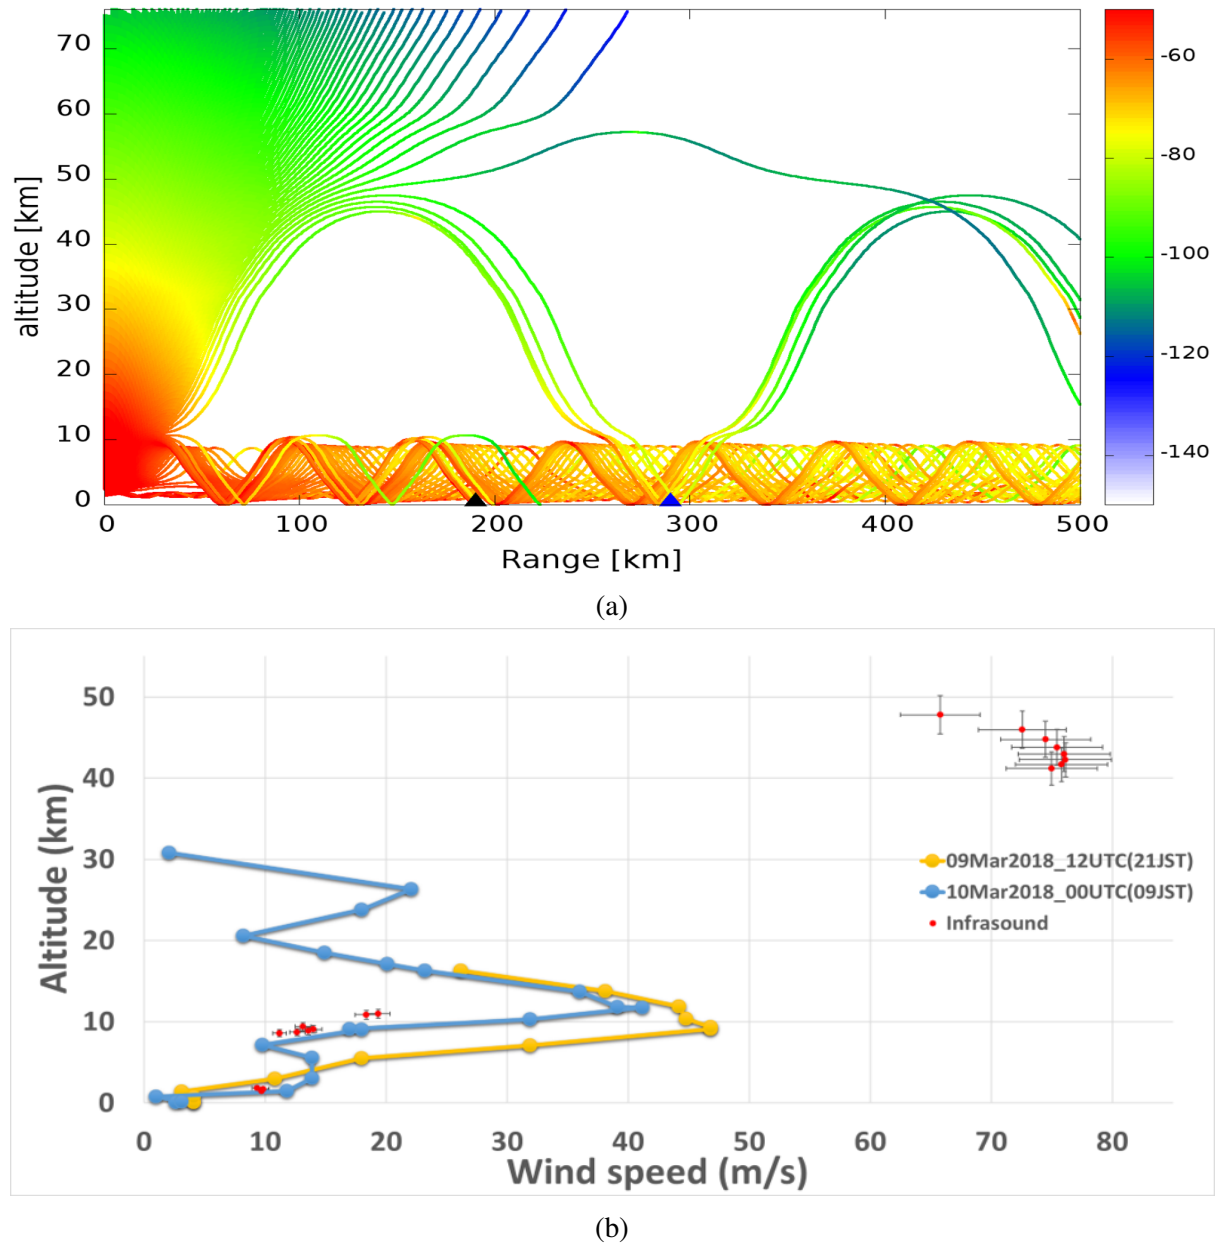 70
60
50
40
30
20
10
0
altitude [km]
0 100 200 300 400 500
Range [km]
-60
-80
-100
-120
-140
(a)
50
40
30
20
10
0
Altitude (km)
09Mar2018_12UTC(21JST)
10Mar2018_00UTC(09JST)
Infrasound
0 10 20 30 40 50 60 70 80
Wind speed (m/s)
(b)